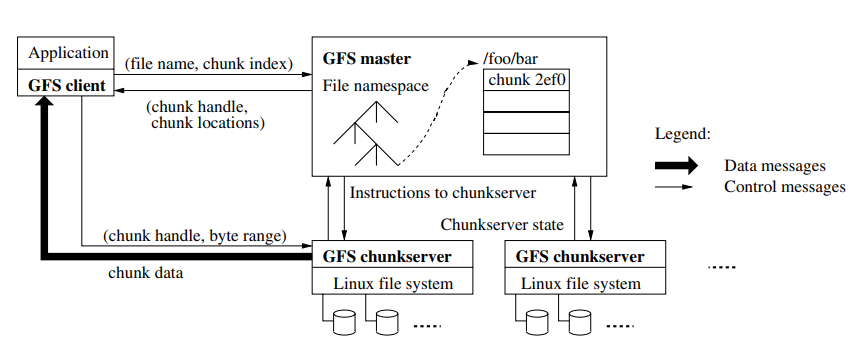 Application
GFS client
(file name, chunk index)
(chunk handle,
chunk locations)
GFS master
File namespace
/foo/bar
chunk 2ef0
Legend:
Data messages
Control messages
Instructions to chunkserver
Chunkserver state
(chunk handle, byte range)
chunk data
GFS chunkserver
Linux file system
GFS chunkserver
Linux file system